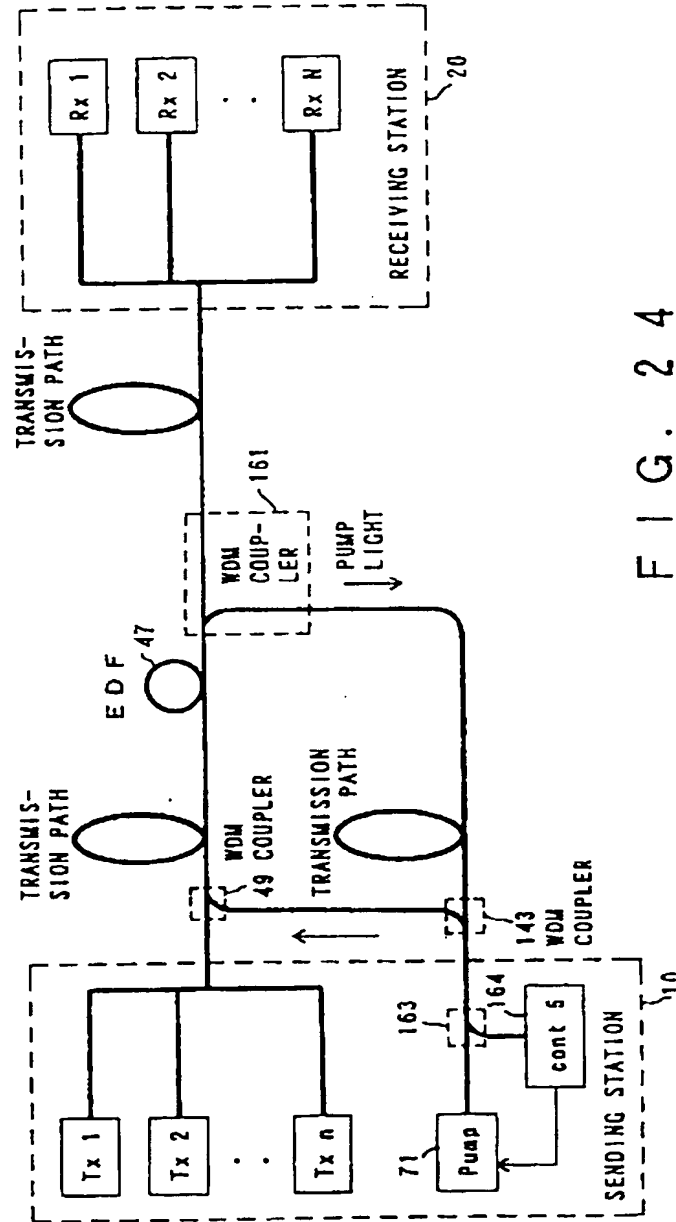 Tx 1
Tx 2
. .
Tx n
71
Pump
163
164
cont 5
SENDING STATION
10
TRANSMIS-
SION PATH
WDM
49 COUPLER
TRANSMISSION
PATH
143
WDM
COUPLER
EDF
47
WDM
COUP-
LER
161
PUMP
LIGHT
TRANSMIS-
SION PATH
Rx 1
Rx 2
. .
Rx N
RECEIVING STATION
20
FIG. 24